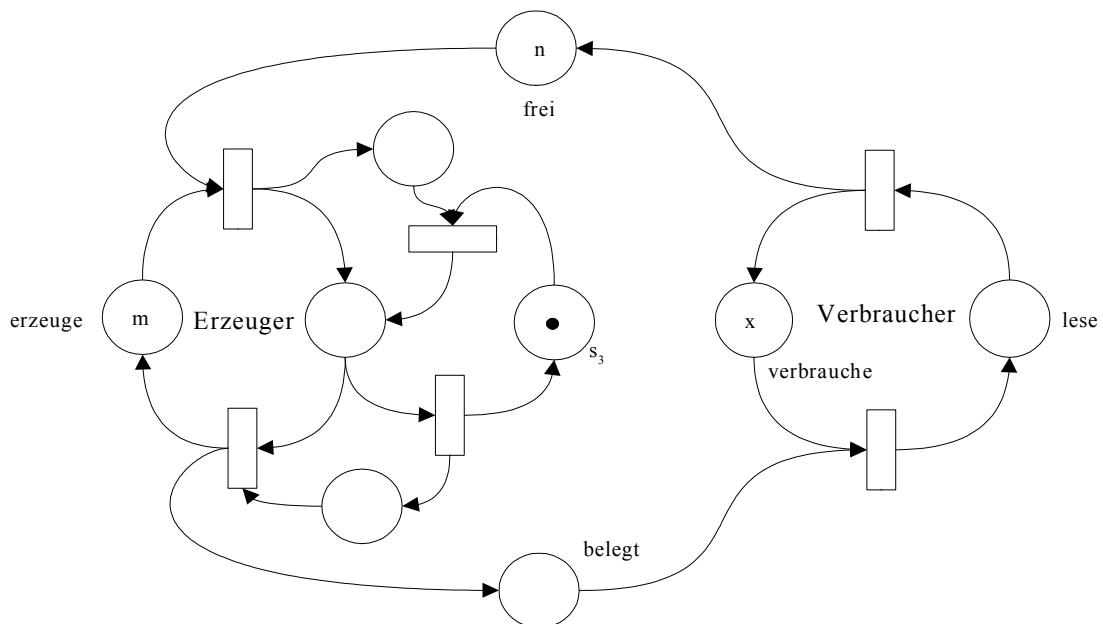 n
frei
erzeuge
m
Erzeuger
s3
x
Verbraucher
lese
verbrauche
belegt